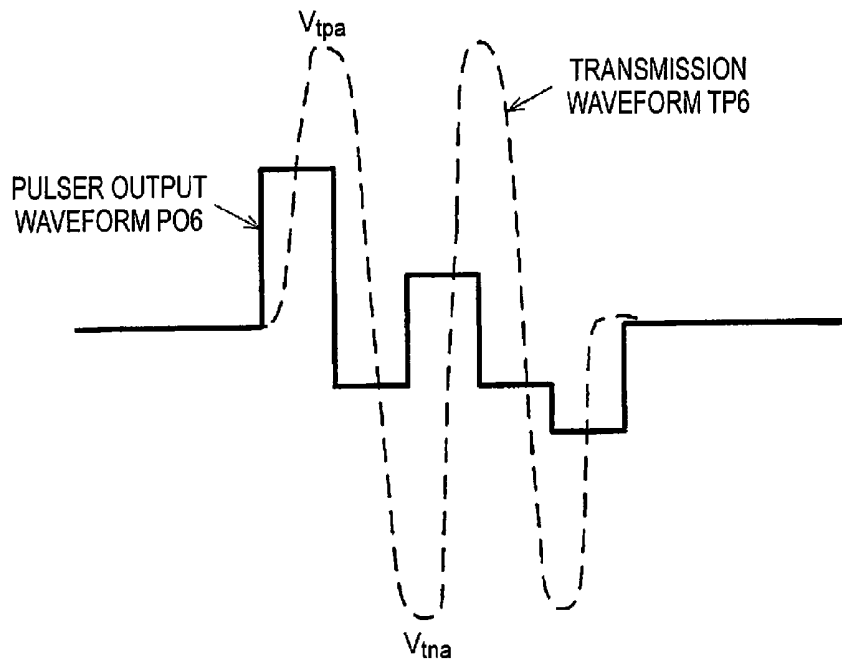 Vtpa
TRANSMISSION
WAVEFORM TP6
PULSER OUTPUT
WAVEFORM PO6
Vtna